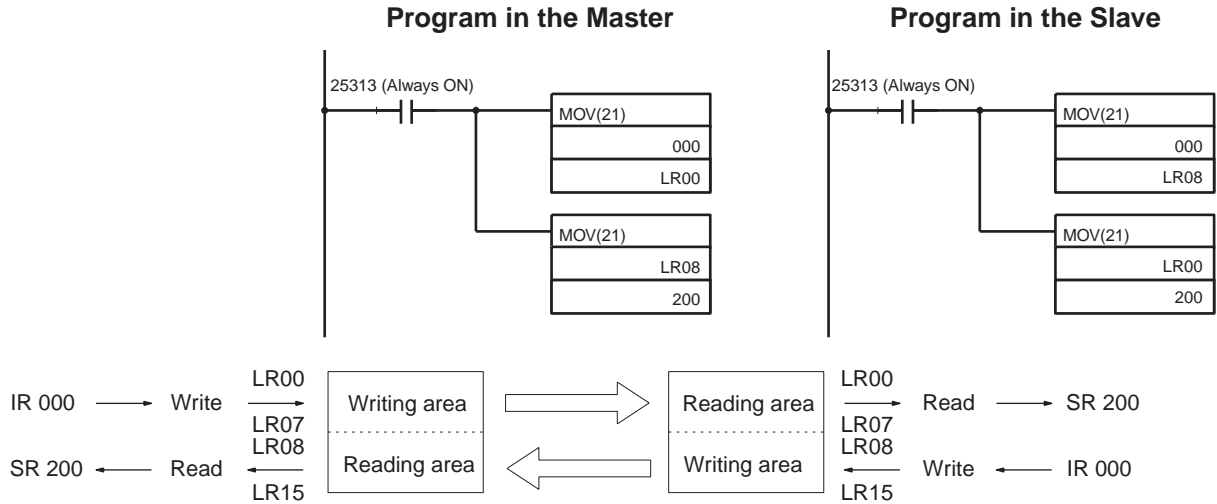 Program in the Master
Program in the Slave
25313 (Always ON)
MOV(21)
000
LR00
MOV(21)
LR08
200
25313 (Always ON)
MOV(21)
000
LR08
MOV(21)
LR00
200
IR 000
Write
LR00
LR07
Writing area
Reading area
LR00
LR07
Read
SR 200
SR 200
Read
LR08
LR15
Reading area
Writing area
LR08
LR15
Write
IR 000